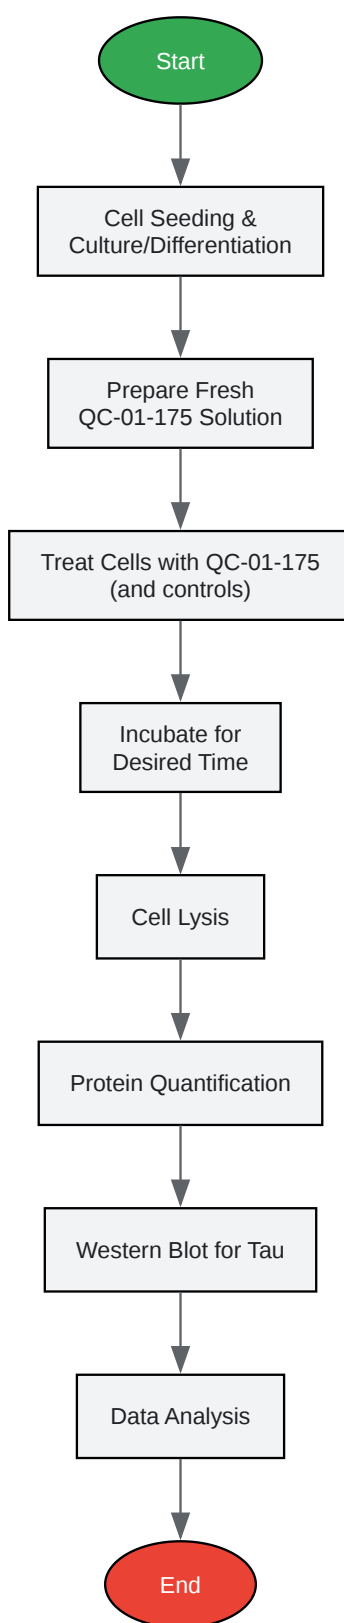 Start
Cell Seeding &
Culture/Differentiation
Prepare Fresh
QC-01-175 Solution
Treat Cells with QC-01-175
(and controls)
Incubate for
Desired Time
Cell Lysis
Protein Quantification
Western Blot for Tau
Data Analysis
End